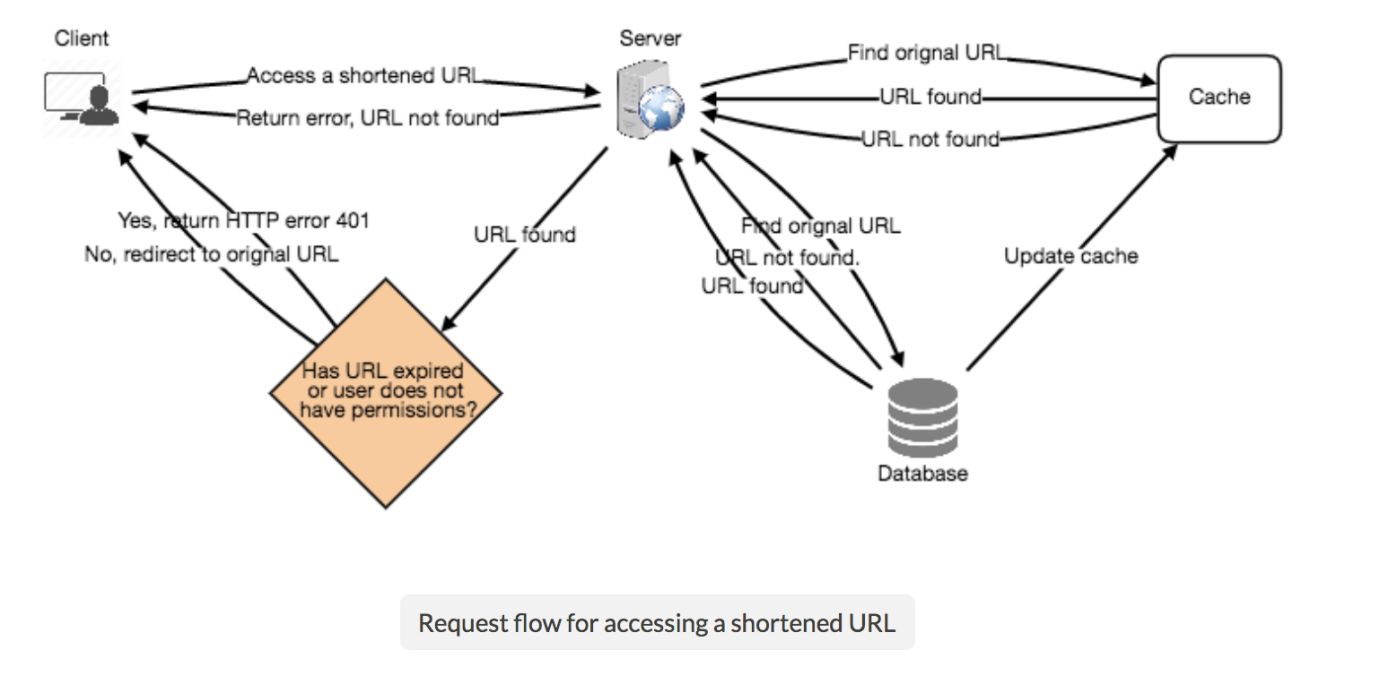 Client
Server
Access a shortened URL
Return error, URL not found
Find orignal URL
URL found
URL not found
Cache
Yes, return HTTP error 401
No, redirect to orignal URL
URL found
Find orignal URL
URL not found.
URL found
Update cache
Has URL expired
or user does not
have permissions?
Database
Request flow for accessing a shortened URL